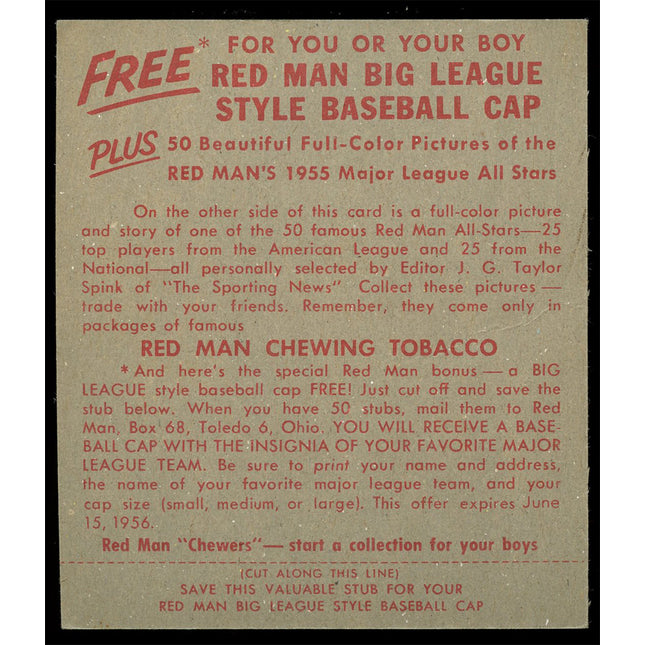 FREE* FOR YOU OR YOUR BOY
RED MAN BIG LEAGUE
STYLE BASEBALL CAP
PLUS 50 Beautiful Full-Color Pictures of the
RED MAN'S 1955 Major League All Stars
On the other side of this card is a full-color picture
and story of one of the 50 famous Red Man All-Stars—25
top players from the American League and 25 from the
National—all personally selected by Editor J. G. Taylor
Spink of "The Sporting News" Collect these pictures—
trade with your friends. Remember, they come only in
packages of famous
RED MAN CHEWING TOBACCO
*And here's the special Red Man bonus—a BIG
LEAGUE style baseball cap FREE! Just cut off and save the
stub below. When you have 50 stubs, mail them to Red
Man, Box 68, Toledo 6, Ohio. YOU WILL RECEIVE A BASE-
BALL CAP WITH THE INSIGNIA OF YOUR FAVORITE MAJOR
LEAGUE TEAM. Be sure to print your name and address,
the name of your favorite major league team, and your
cap size (small, medium, or large). This offer expires June
15, 1956.
Red Man "Chewers"—start a collection for your boys
(CUT ALONG THIS LINE)
SAVE THIS VALUABLE STUB FOR YOUR
RED MAN BIG LEAGUE STYLE BASEBALL CAP